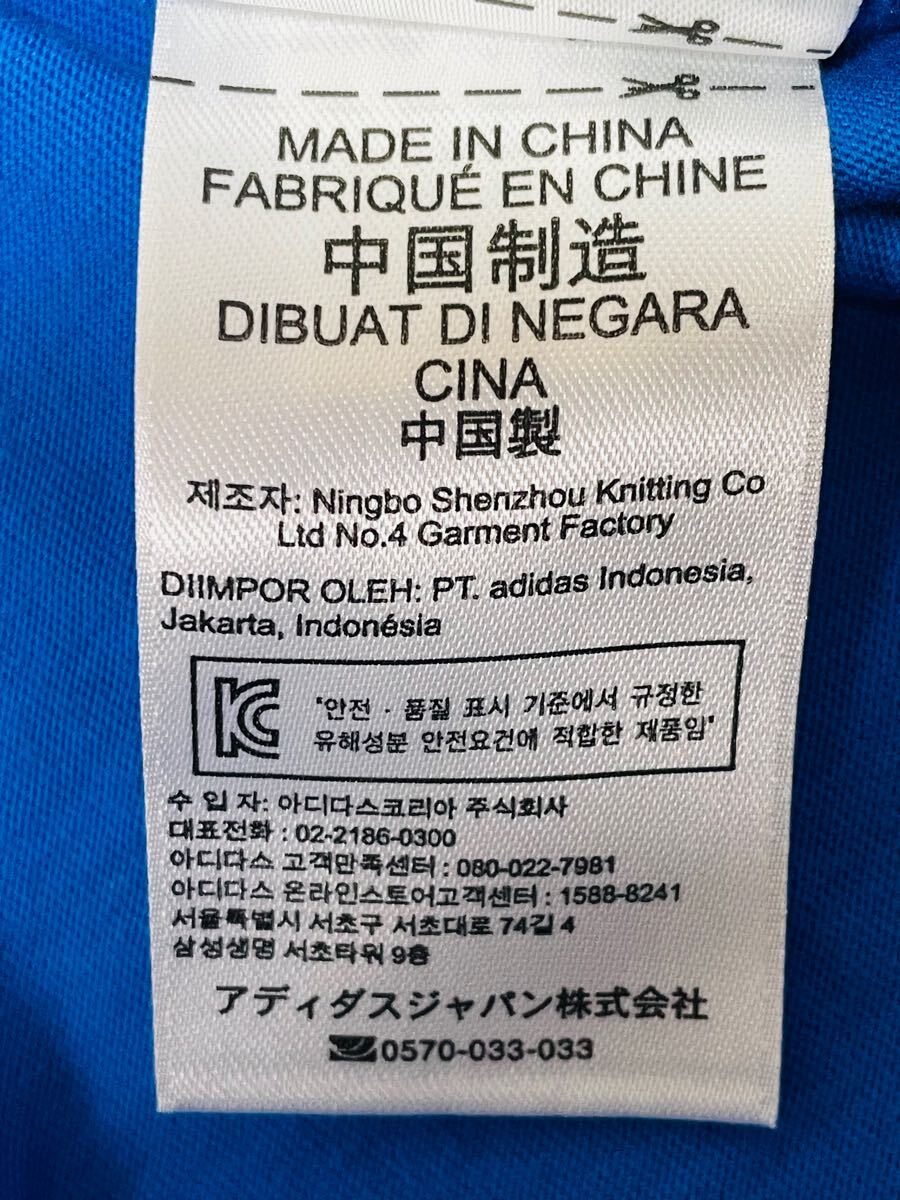 MADE IN CHINA
FABRIQUÉ EN CHINE
中国制造
DIBUAT DI NEGARA
CINA
中国製
제조자: Ningbo Shenzhou Knitting Co
Ltd No.4 Garment Factory
DIIMPOR OLEH: PT. adidas Indonesia,
Jakarta, Indonésia
"안전 · 품질 표시 기준에서 규정한
유해성분 안전요건에 적합한 제품임"
수 입 자: 아디다스코리아 주식회사
대표전화 : 02-2186-0300
아디다스 고객만족센터 : 080-022-7981
아디다스 온라인스토어고객센터 : 1588-8241
서울특별시 서초구 서초대로 74길 4
삼성생명 서초타워 9층
アディダスジャパン株式会社
0570-033-033